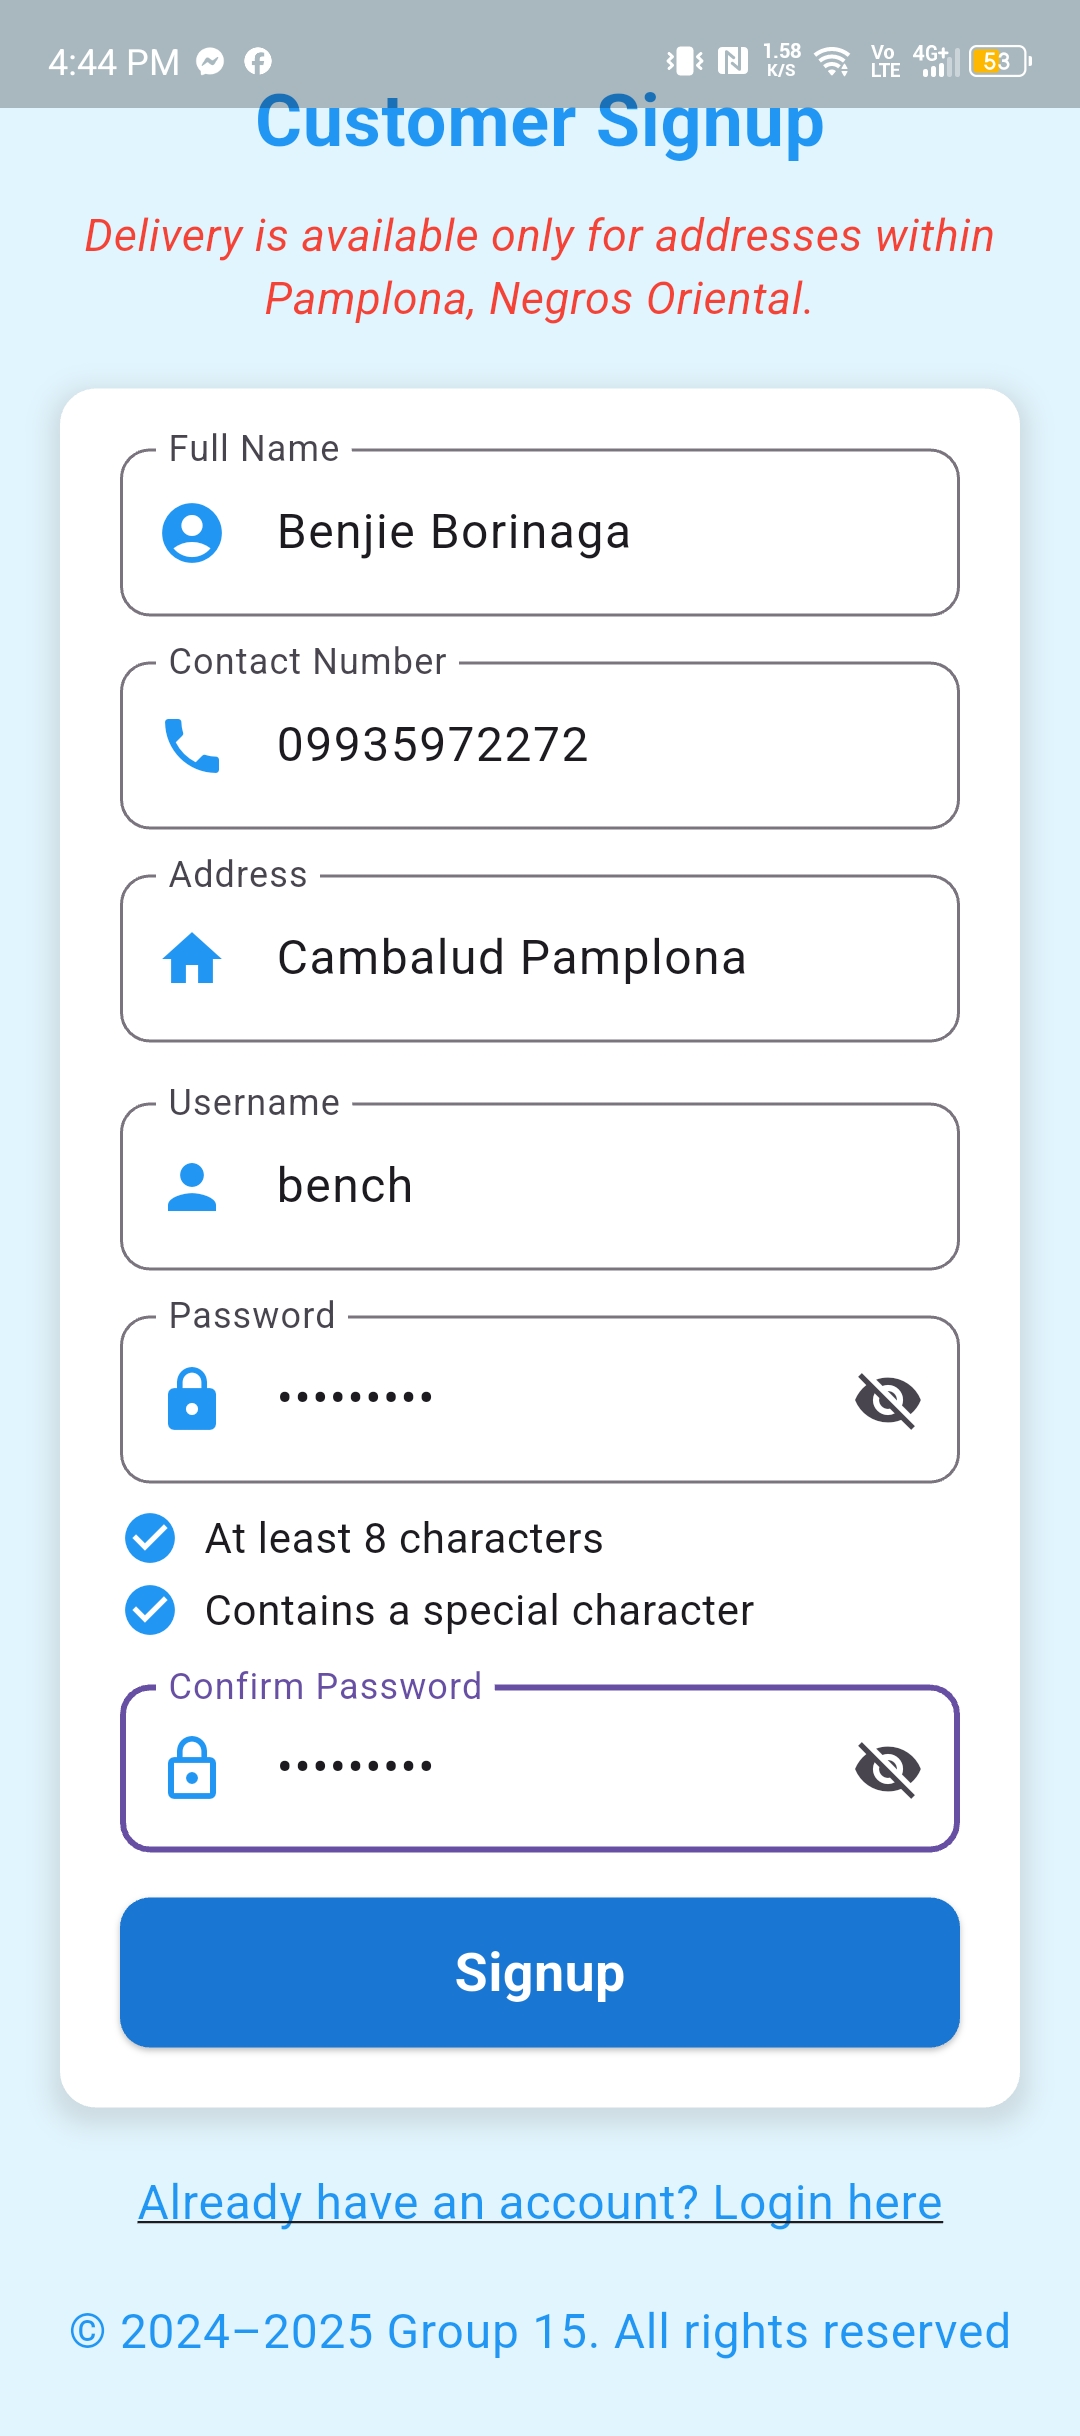 4:44 PM 1.58 K/S Vo LTE 4G+ 53
Customer Signup
Delivery is available only for addresses within
Pamplona, Negros Oriental.
Full Name
Benjie Borinaga
Contact Number
09935972272
Address
Cambalud Pamplona
Username
bench
Password
•••••••••
At least 8 characters
Contains a special character
Confirm Password
•••••••••
Signup
Already have an account? Login here
© 2024–2025 Group 15. All rights reserved